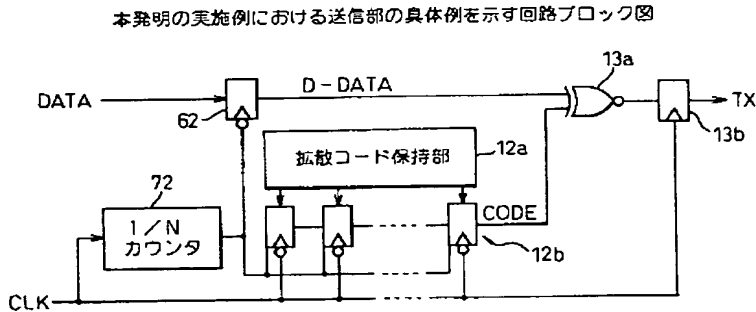 本発明の実施例における送信部の具体例を示す回路ブロック図
13a
DATA
D-DATA
TX
62
13b
拡散コード保持部
12a
72
1/N
カウンタ
CODE
12b
CLK